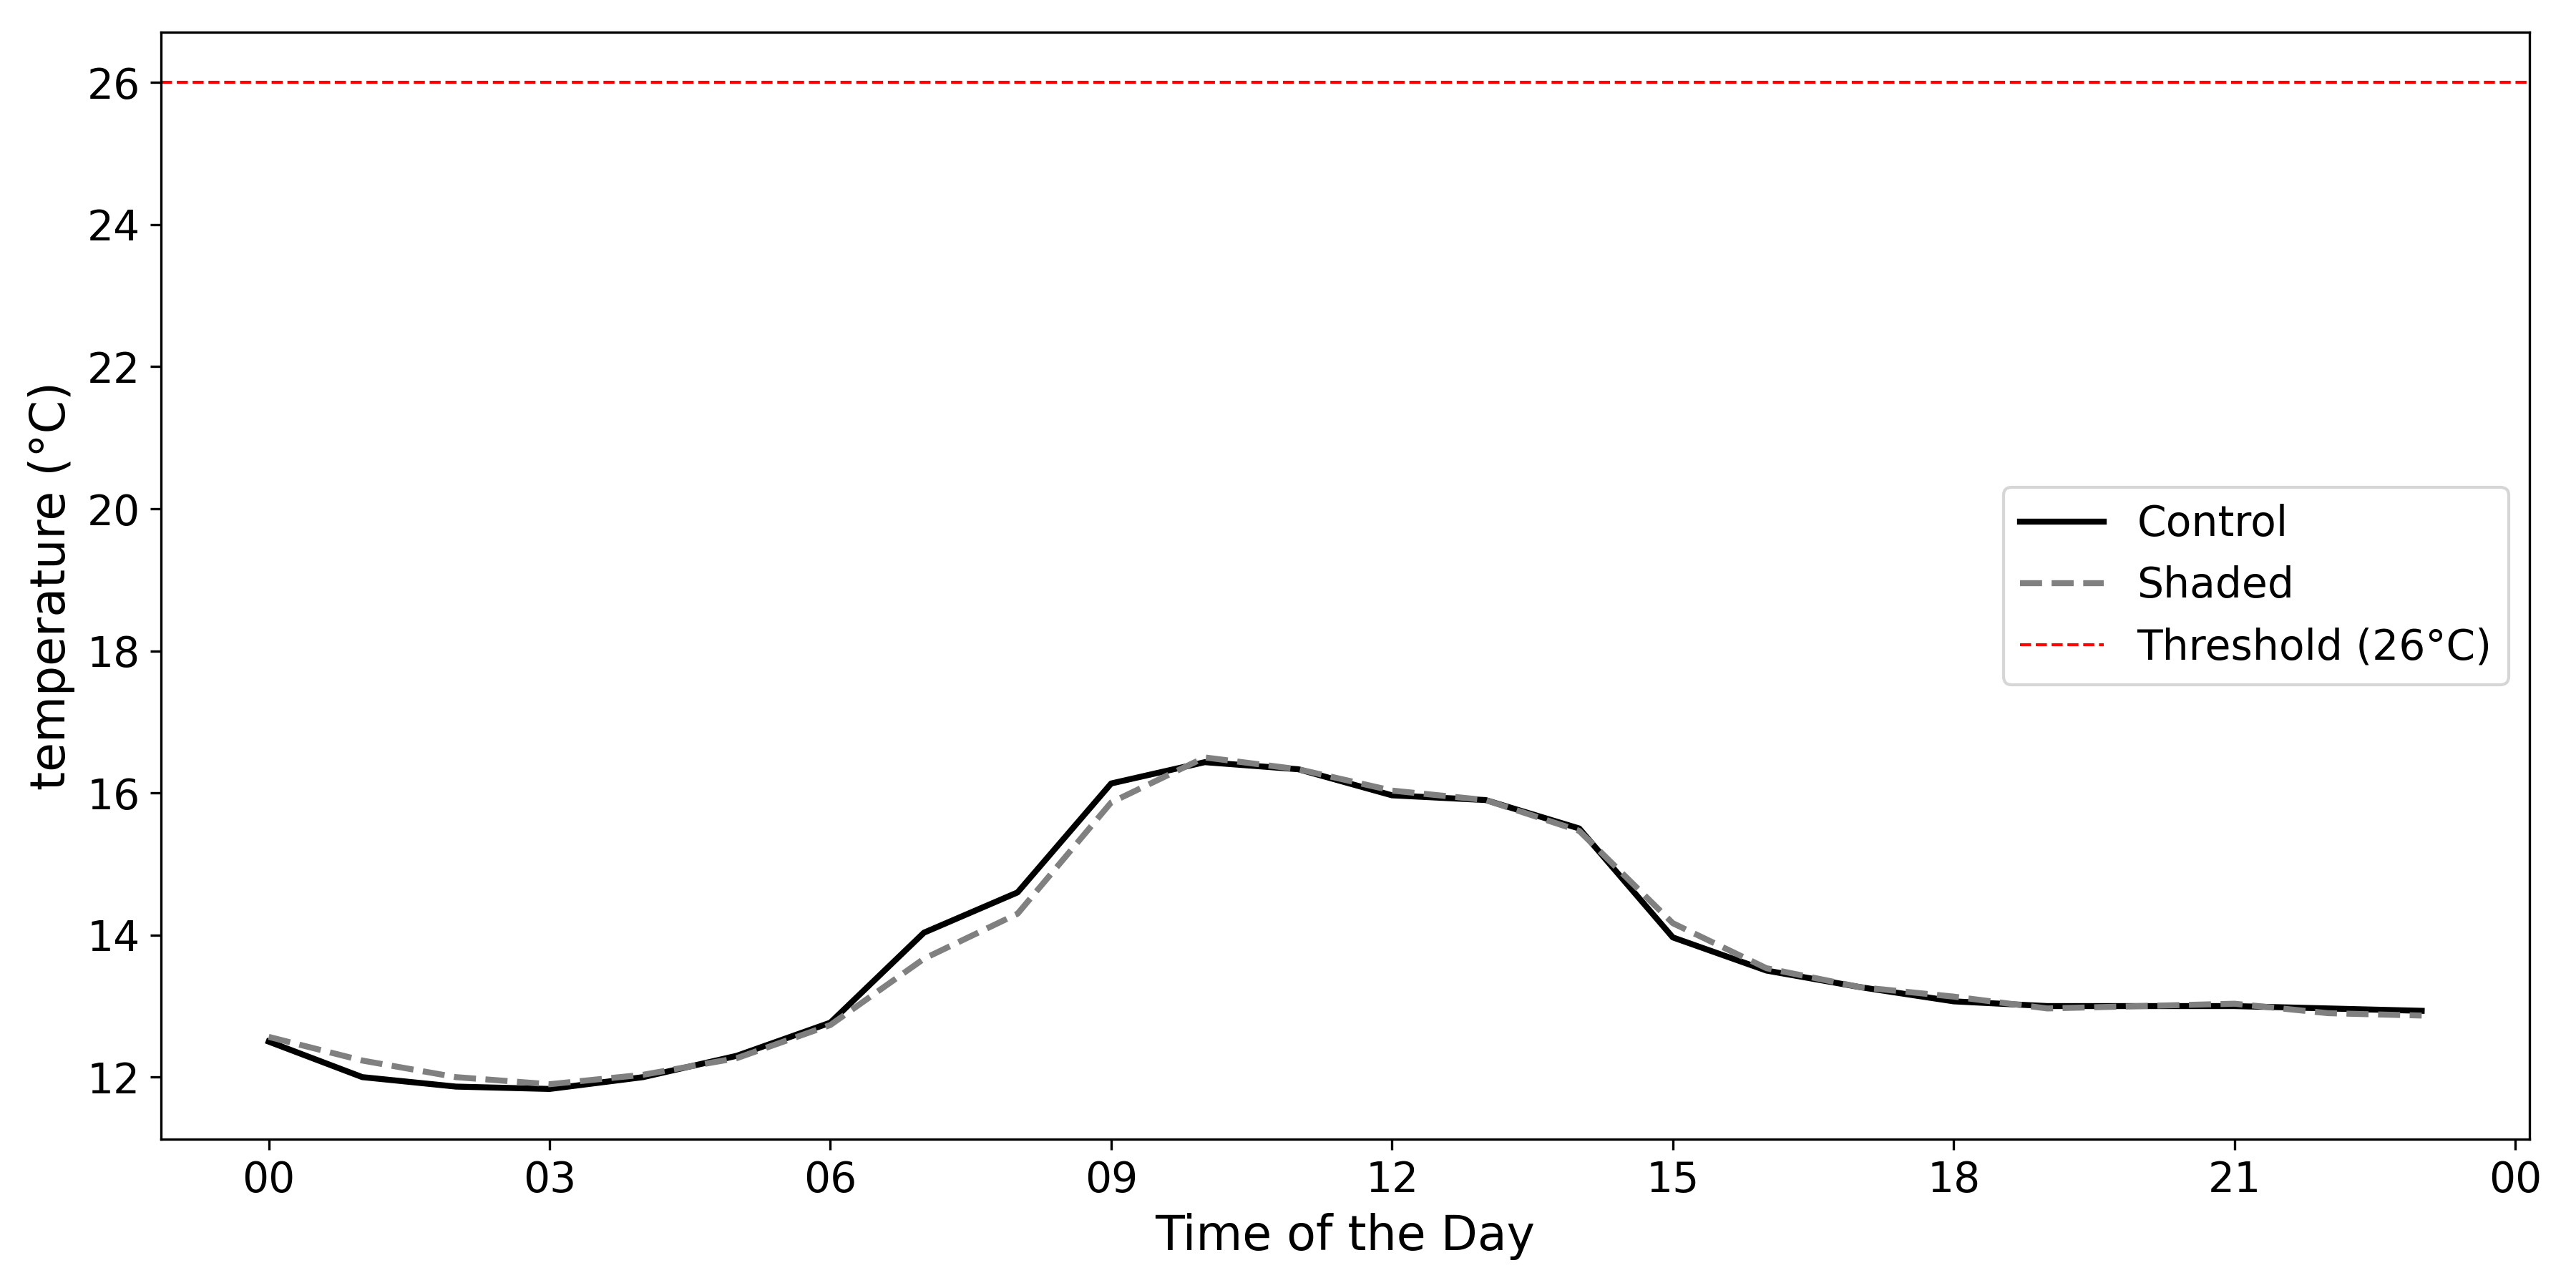 26
24
22
20
18
16
14
12
temperature (°C)
Control
Shaded
Threshold (26°C)
00 03 06 09 12 15 18 21 00
Time of the Day